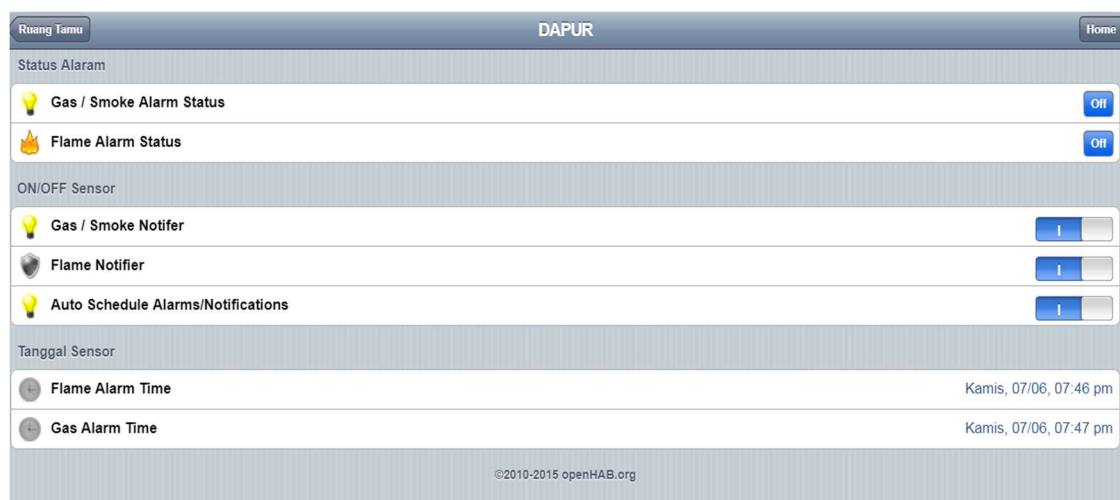 Ruang Tamu DAPUR Home
Status Alaram
Gas / Smoke Alarm Status Off
Flame Alarm Status Off
ON/OFF Sensor
Gas / Smoke Notifer I
Flame Notifier I
Auto Schedule Alarms/Notifications I
Tanggal Sensor
Flame Alarm Time Kamis, 07/06, 07:46 pm
Gas Alarm Time Kamis, 07/06, 07:47 pm
©2010-2015 openHAB.org